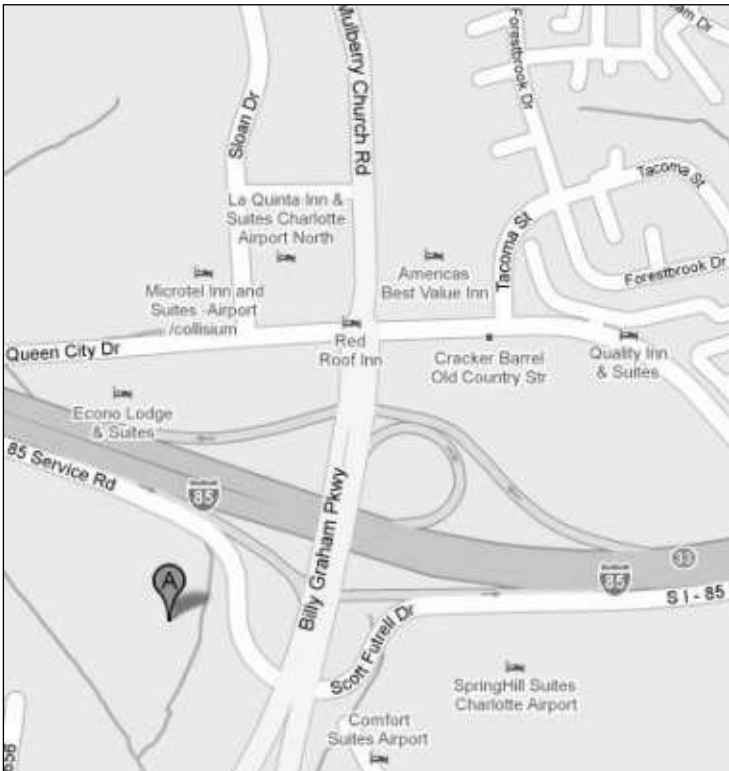 Mulberry Church Rd
Forestbrook Dr
am Dr
Sloan Dr
La Quinta Inn &
Suites Charlotte
Airport North
Tacoma St
Tacoma St
Forestbrook Dr
Microtel Inn and
Suites -Airport
/collisium
Americas
Best Value Inn
Queen City Dr
Red
Roof Inn
Cracker Barrel
Old Country Str
Quality Inn
& Suites
Econo Lodge
& Suites
85 Service Rd
85
Billy Graham Pkwy
33
85
S I - 85
A
Scott Futrell Dr
SpringHill Suites
Charlotte Airport
Comfort
Suites Airport